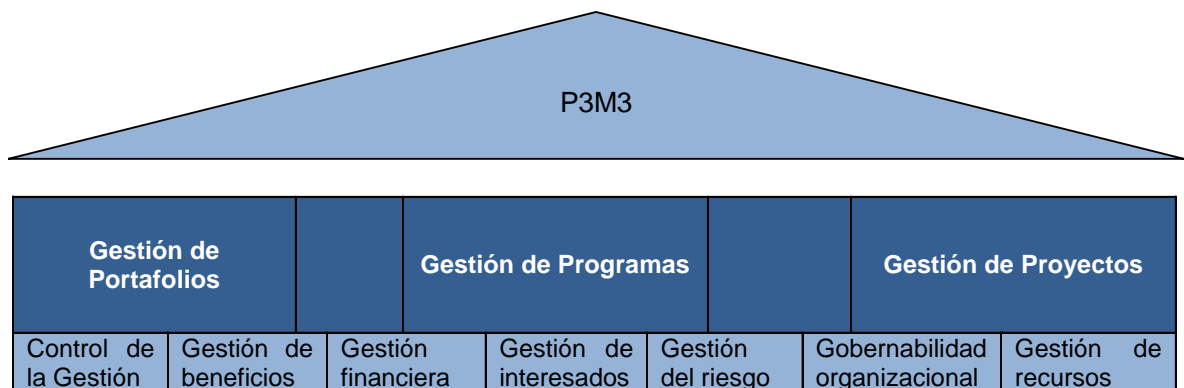 P3M3
Gestión de
Portafolios
Gestión de Programas
Gestión de Proyectos
Control de
la Gestión
Gestión de
beneficios
Gestión
financiera
Gestión de
interesados
Gestión
del riesgo
Gobernabilidad
organizacional
Gestión de
recursos